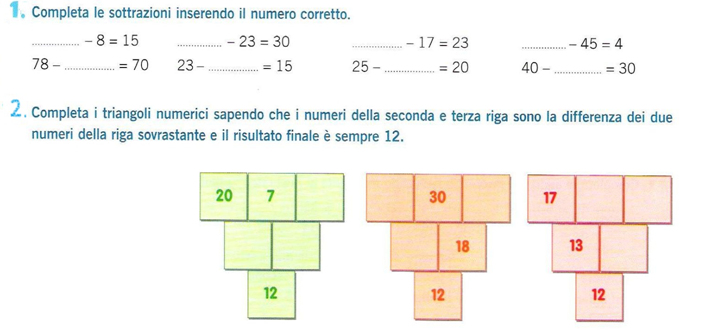 1. Completa le sottrazioni inserendo il numero corretto.
................ – 8 = 15 ............... – 23 = 30 ................. – 17 = 23 ............... – 45 = 4
78 – ................. = 70 23 – ................. = 15 25 – ................. = 20 40 – ................ = 30
2. Completa i triangoli numerici sapendo che i numeri della seconda e terza riga sono la differenza dei due
numeri della riga sovrastante e il risultato finale è sempre 12.
20 7 30 17
18 13
12 12 12